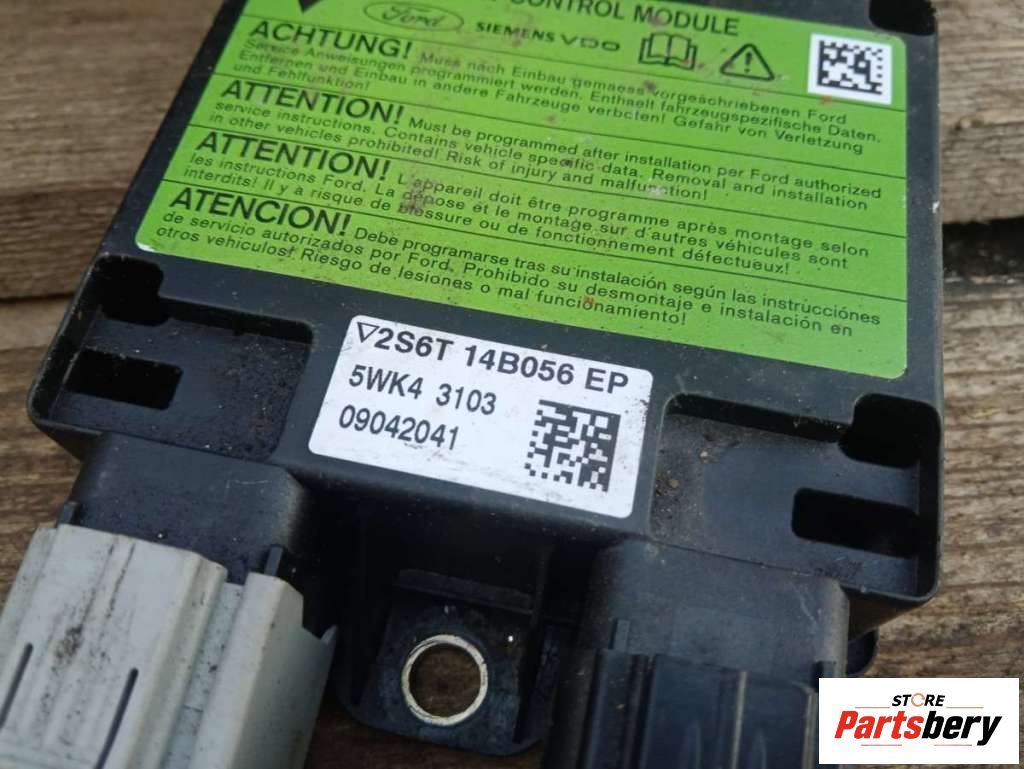 CONTROL MODULE
Ford SIEMENS VDO
ACHTUNG! Muss nach Einbau gemaess vorgeschriebenen Ford
Service Anweisungen programmiert werden. Enthaelt fahrzeugspezifische Daten.
Entfernen und Einbau in andere Fahrzeuge verboten! Gefahr von Verletzung
und Fehlfunktion!
ATTENTION! Must be programmed after installation per Ford authorized
service instructions. Contains vehicle specific data. Removal and installation
in other vehicles prohibited! Risk of injury and malfunction!
ATTENTION! L'appareil doit être programme après montage selon
les instructions Ford. La dépose et le montage sur d'autres véhicules sont
interdits! Il y a risque de blessure ou de fonctionnement défectueux!
ATENCION! Debe programarse tras su instalación según las instrucciónes
de servicio autorizados por Ford. Prohibido su desmontaje e instalación en
otros vehiculos! Riesgo de lesiones o mal funcionamiento!
▽2S6T 14B056 EP
5WK4 3103
09042041
STORE
Partsbery